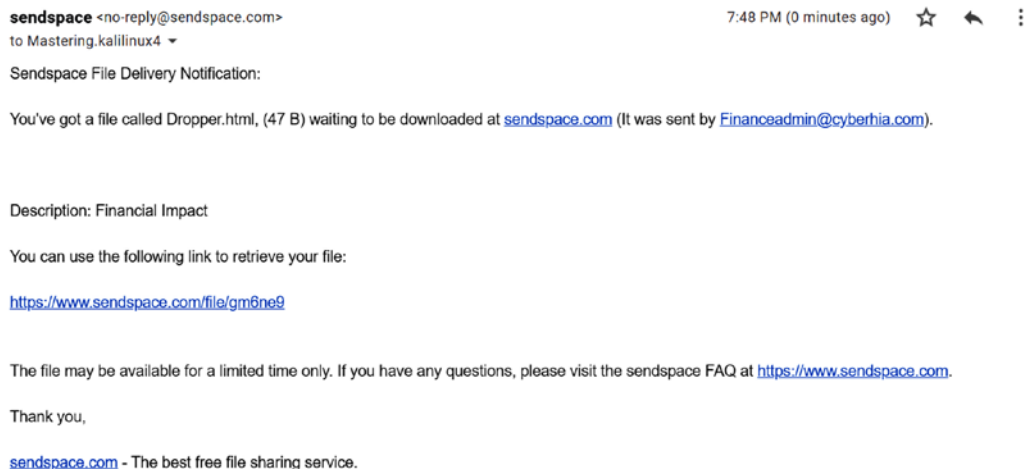 sendspace <no-reply@sendspace.com>
7:48 PM (0 minutes ago)
to Mastering.kalilinux4
Sendspace File Delivery Notification:
You've got a file called Dropper.html, (47 B) waiting to be downloaded at sendspace.com (It was sent by Financeadmin@cyberhia.com).
Description: Financial Impact
You can use the following link to retrieve your file:
https://www.sendspace.com/file/gm6ne9
The file may be available for a limited time only. If you have any questions, please visit the sendspace FAQ at https://www.sendspace.com.
Thank you,
sendspace.com - The best free file sharing service.